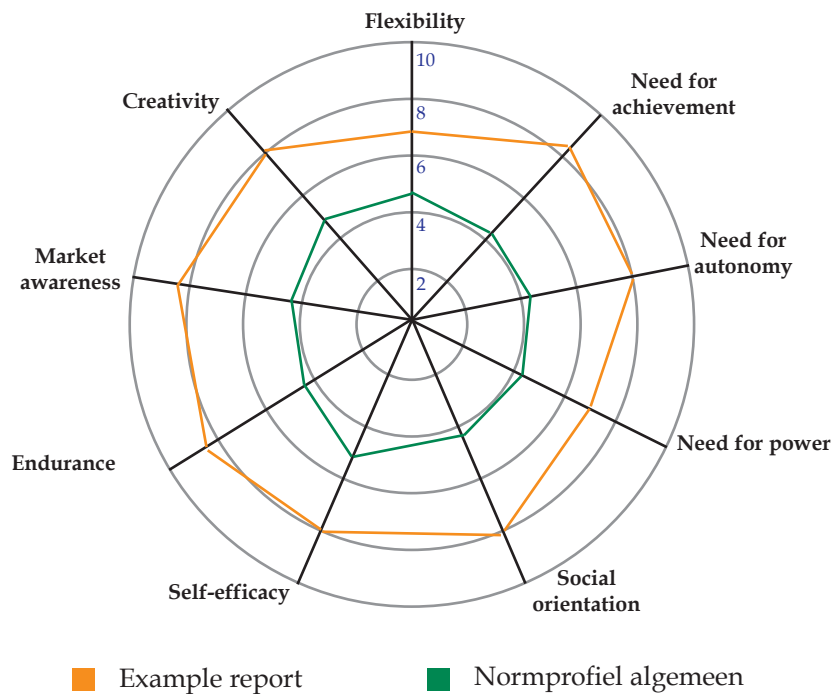 Flexibility
10
8
6
4
2
Need for
achievement
Need for
autonomy
Need for power
Social
orientation
Self-efficacy
Endurance
Market
awareness
Creativity
Example report
Normprofiel algemeen